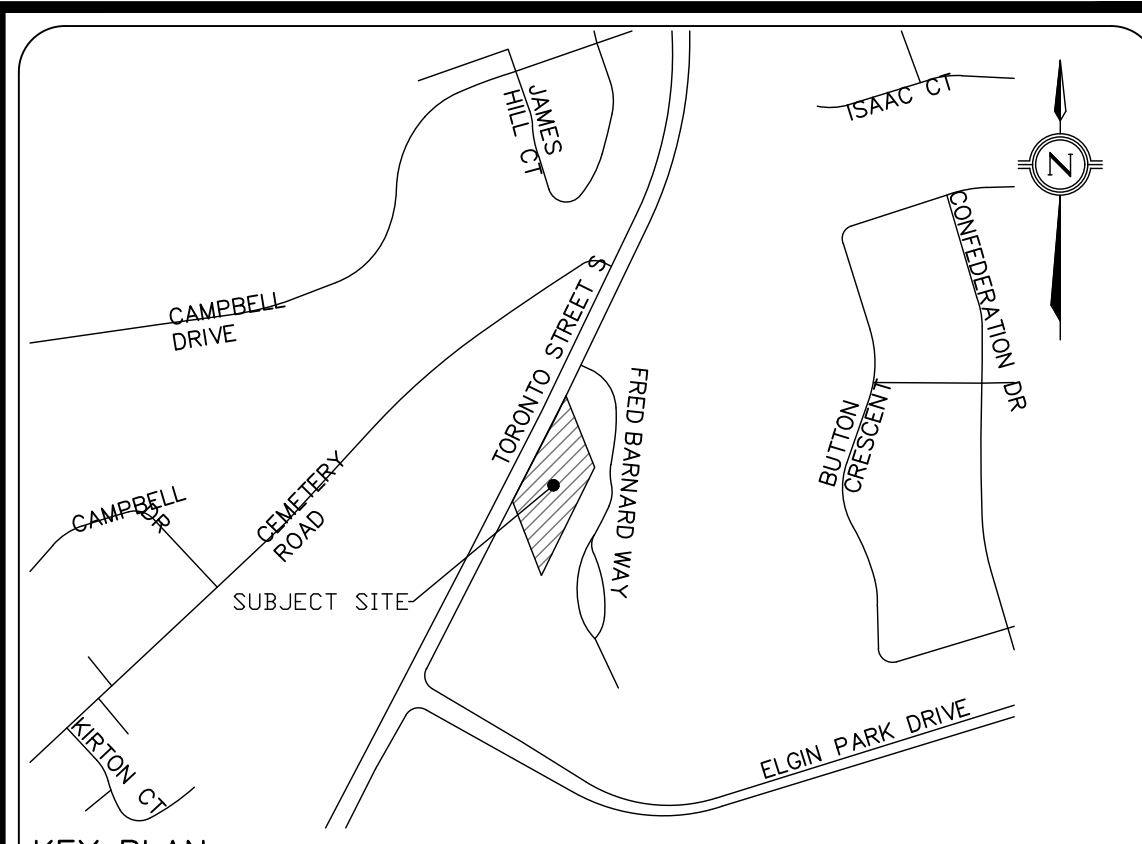 JAMES
HILL CT
ISAAC CT
N
CONFEDERATION DR
CAMPBELL
DRIVE
TORONTO STREET S
FRED BARNARD WAY
BUTTON
CRESCENT
CEMETERY
ROAD
CAMPBELL
DR
SUBJECT SITE
KIRTON CT
ELGIN PARK DRIVE
KEY PLAN